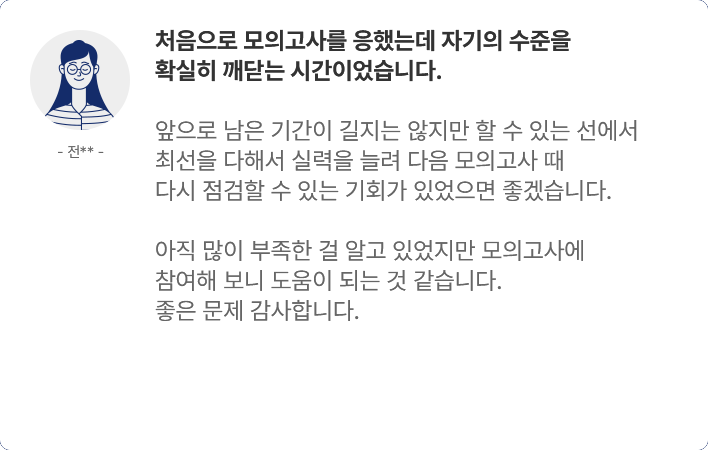 처음으로 모의고사를 응했는데 자기의 수준을
확실히 깨닫는 시간이었습니다.
- 전** -
앞으로 남은 기간이 길지는 않지만 할 수 있는 선에서
최선을 다해서 실력을 늘려 다음 모의고사 때
다시 점검할 수 있는 기회가 있었으면 좋겠습니다.
아직 많이 부족한 걸 알고 있었지만 모의고사에
참여해 보니 도움이 되는 것 같습니다.
좋은 문제 감사합니다.